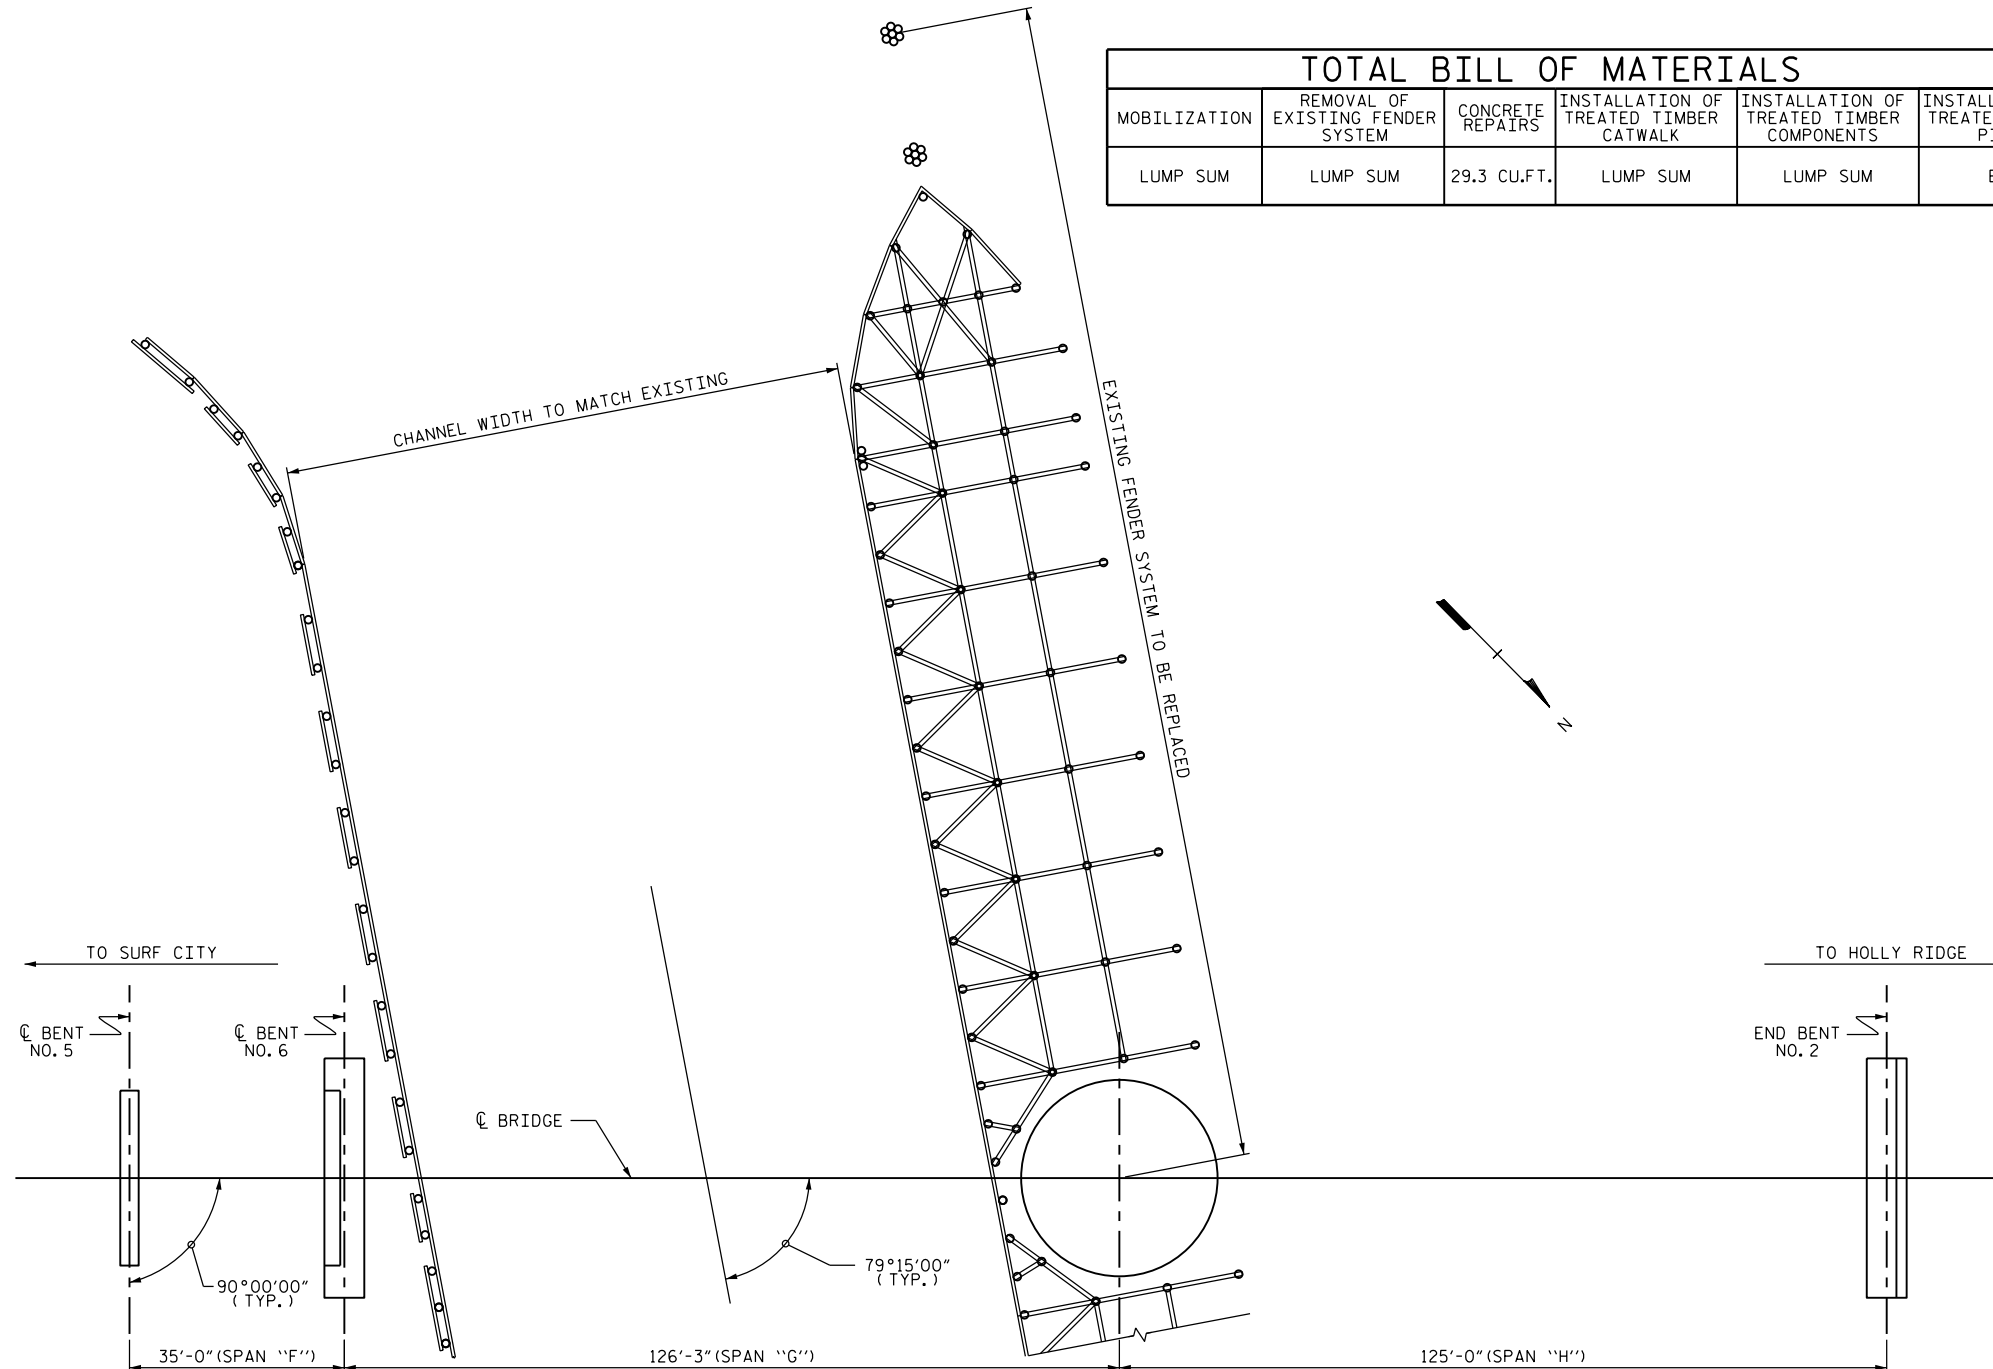 TOTAL BILL OF MATERIALS
MOBILIZATION
REMOVAL OF
EXISTING FENDER
SYSTEM
CONCRETE
REPAIRS
INSTALLATION OF
TREATED TIMBER
CATWALK
INSTALLATION OF
TREATED TIMBER
COMPONENTS
LUMP SUM
LUMP SUM
29.3 CU.FT.
LUMP SUM
LUMP SUM
CHANNEL WIDTH TO MATCH EXISTING
EXISTING FENDER SYSTEM TO BE REPLACED
N
TO SURF CITY
TO HOLLY RIDGE
℄ BENT
NO. 5
℄ BENT
NO. 6
END BENT
NO. 2
℄ BRIDGE
90°00'00"
(TYP.)
79°15'00"
(TYP.)
35'-0" (SPAN ``F'')
126'-3" (SPAN ``G'')
125'-0" (SPAN ``H'')